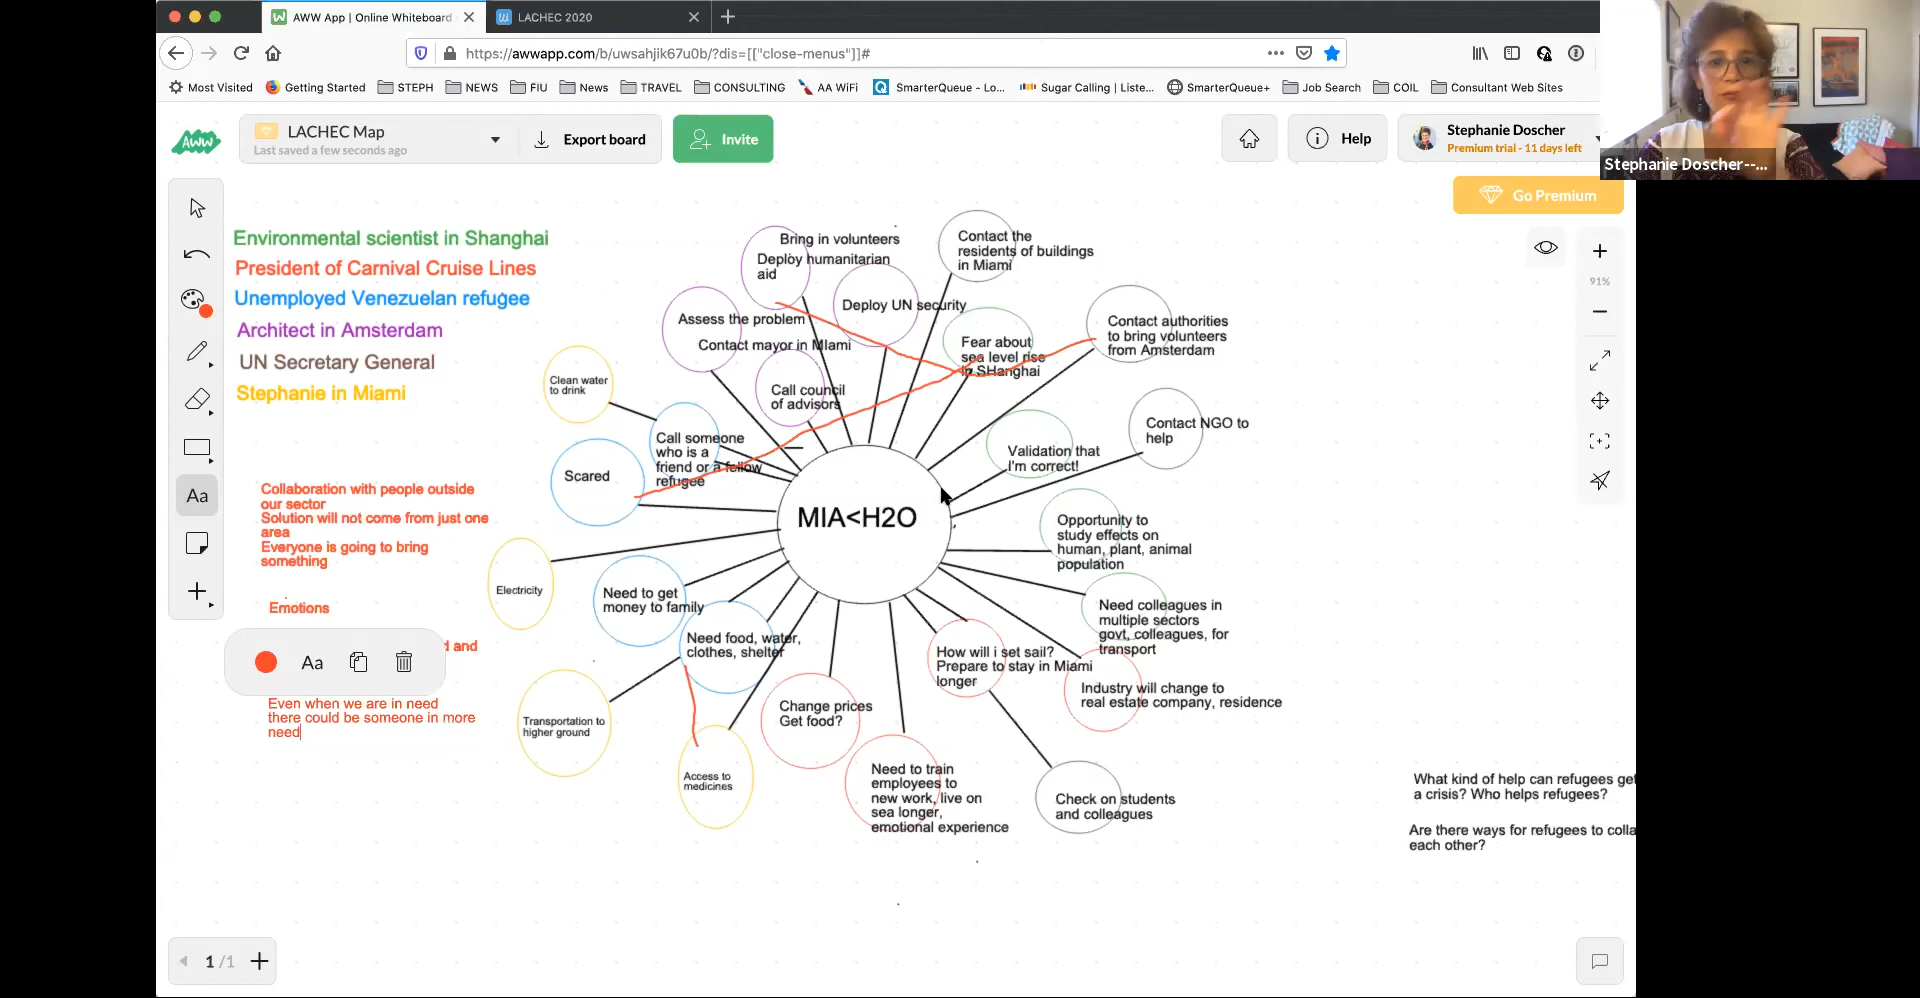 AWW App | Online Whiteboard
LACHEC 2020
https://awwapp.com/b/uwsahjik67u0b/?dis=[["close-menus"]]#
Most Visited
Getting Started
STEPH
NEWS
FIU
News
TRAVEL
CONSULTING
AA WiFi
SmarterQueue - Lo...
Sugar Calling | Liste...
SmarterQueue+
Job Search
COIL
Consultant Web Sites
AWW
LACHEC Map
Last saved a few seconds ago
Export board
Invite
Help
Stephanie Doscher
Premium trial - 11 days left
Stephanie Doscher--...
Go Premium
91%
Environmental scientist in Shanghai
President of Carnival Cruise Lines
Unemployed Venezuelan refugee
Architect in Amsterdam
UN Secretary General
Stephanie in Miami
Aa
Collaboration with people outside
our sector
Solution will not come from just one
area
Everyone is going to bring
something
Emotions
d and
Aa
Even when we are in need
there could be someone in more
need
Bring in volunteers
Deploy humanitarian
aid
Contact the
residents of buildings
in Miami
Deploy UN security
Assess the problem
Contact mayor in MIami
Call council
of advisors
Fear about
sea level rise
in SHanghai
Contact authorities
to bring volunteers
from Amsterdam
Clean water
to drink
Call someone
who is a
friend or a fellow
refugee
Scared
Validation that
I'm correct!
Contact NGO to
help
MIA<H2O
Opportunity to
study effects on
human, plant, animal
population
Electricity
Need to get
money to family
Need food, water,
clothes, shelter
Need colleagues in
multiple sectors
govt, colleagues, for
transport
How will i set sail?
Prepare to stay in Miami
longer
Industry will change to
real estate company, residence
Transportation to
higher ground
Change prices
Get food?
Access to
medicines
Need to train
employees to
new work, live on
sea longer,
emotional experience
Check on students
and colleagues
What kind of help can refugees get
a crisis? Who helps refugees?
Are there ways for refugees to colla
each other?
1 /1